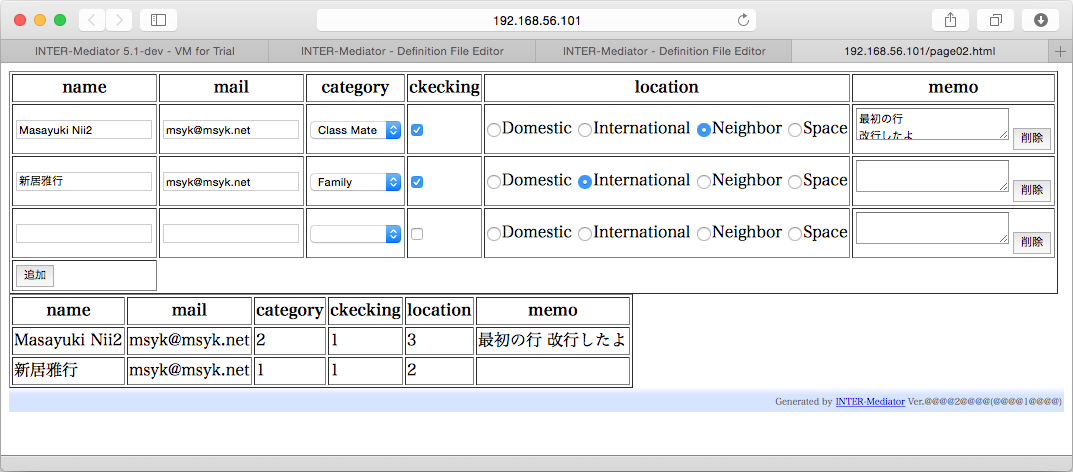 192.168.56.101
INTER-Mediator 5.1-dev - VM for Trial INTER-Mediator - Definition File Editor INTER-Mediator - Definition File Editor 192.168.56.101/page02.html
name mail category ckecking location memo
Masayuki Nii2 msyk@msyk.net Class Mate Domestic International Neighbor Space 最初の行
改行したよ 削除
新居雅行 msyk@msyk.net Family Domestic International Neighbor Space 削除
Domestic International Neighbor Space 削除
追加
name mail category ckecking location memo
Masayuki Nii2 msyk@msyk.net 2 1 3 最初の行 改行したよ
新居雅行 msyk@msyk.net 1 1 2
Generated by INTER-Mediator Ver.@@@@2@@@@(@@@@1@@@@)